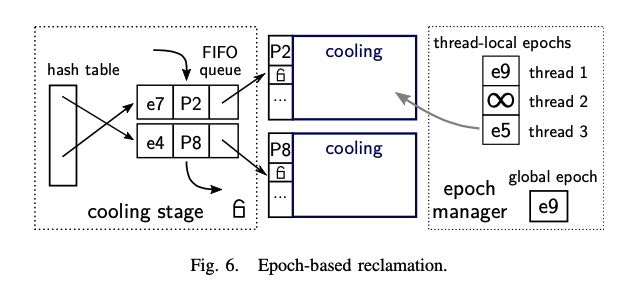 hash table
FIFO
queue
e7 P2
e4 P8
cooling stage
P2
...
cooling
P8
...
cooling
thread-local epochs
e9 thread 1
∞ thread 2
e5 thread 3
global epoch
epoch
manager
e9
Fig. 6. Epoch-based reclamation.